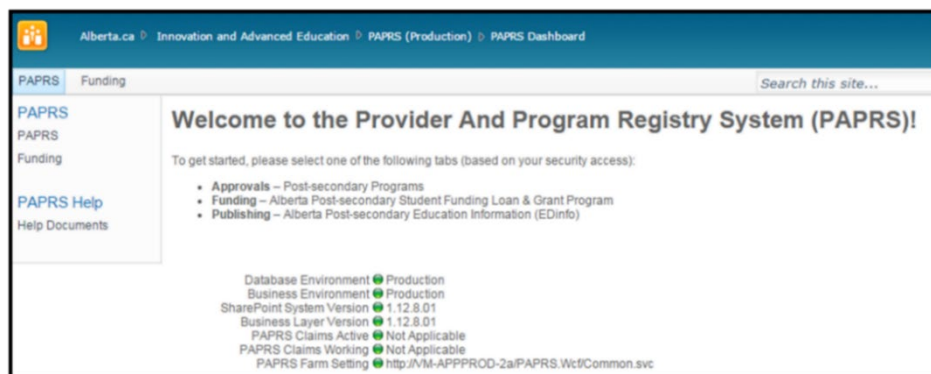 Alberta.ca Innovation and Advanced Education PAPRS (Production) PAPRS Dashboard
PAPRS Funding
Search this site...
PAPRS
PAPRS
Funding
PAPRS Help
Help Documents
Welcome to the Provider And Program Registry System (PAPRS)!
To get started, please select one of the following tabs (based on your security access):
• Approvals – Post-secondary Programs
• Funding – Alberta Post-secondary Student Funding Loan & Grant Program
• Publishing – Alberta Post-secondary Education Information (EDinfo)
Database Environment Production
Business Environment Production
SharePoint System Version 1.12.8.01
Business Layer Version 1.12.8.01
PAPRS Claims Active Not Applicable
PAPRS Claims Working Not Applicable
PAPRS Farm Setting http://VM-APPPROD-2a/PAPRS.Wcf/Common.svc